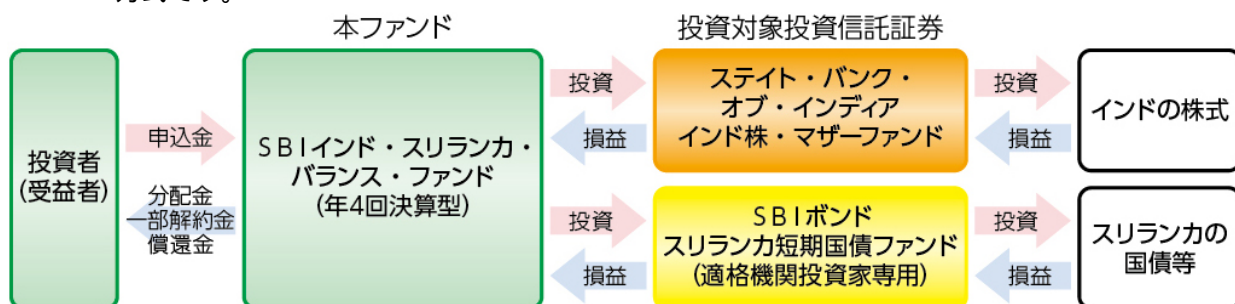 本ファンド
投資対象投資信託証券
投資者
(受益者)
申込金
分配金
一部解約金
償還金
SBIインド・スリランカ・
バランス・ファンド
(年4回決算型)
投資
損益
ステイト・バンク・
オブ・インディア
インド株・マザーファンド
投資
損益
インドの株式
投資
損益
SBIボンド
スリランカ短期国債ファンド
(適格機関投資家専用)
投資
損益
スリランカの
国債等